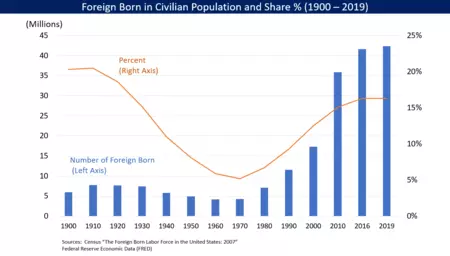 Foreign Born in Civilian Population and Share % (1900 – 2019)
(Millions)
45
40
35
30
25
20
15
10
5
0
25%
20%
15%
10%
5%
0%
Percent
(Right Axis)
Number of Foreign Born
(Left Axis)
1900 1910 1920 1930 1940 1950 1960 1970 1980 1990 2000 2010 2016 2019
Sources: Census "The Foreign Born Labor Force in the United States: 2007"
Federal Reserve Economic Data (FRED)